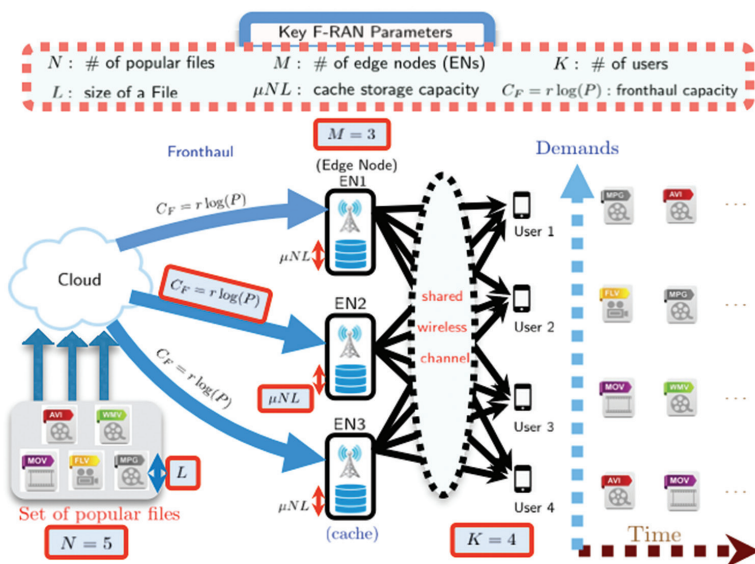 Key F-RAN Parameters
N : # of popular files
M : # of edge nodes (ENs)
K : # of users
L : size of a File
μNL : cache storage capacity
C_F = r log(P) : fronthaul capacity
M = 3
Fronthaul
(Edge Node)
Demands
EN1
C_F = r log(P)
μNL
User 1
MPG
AVI
...
Cloud
C_F = r log(P)
EN2
shared
wireless
channel
User 2
FLV
MPG
...
C_F = r log(P)
μNL
AVI
WMV
MOV
FLV
MPG
L
EN3
User 3
MOV
WMV
...
μNL
User 4
AVI
MOV
...
Set of popular files
N = 5
(cache)
K = 4
Time